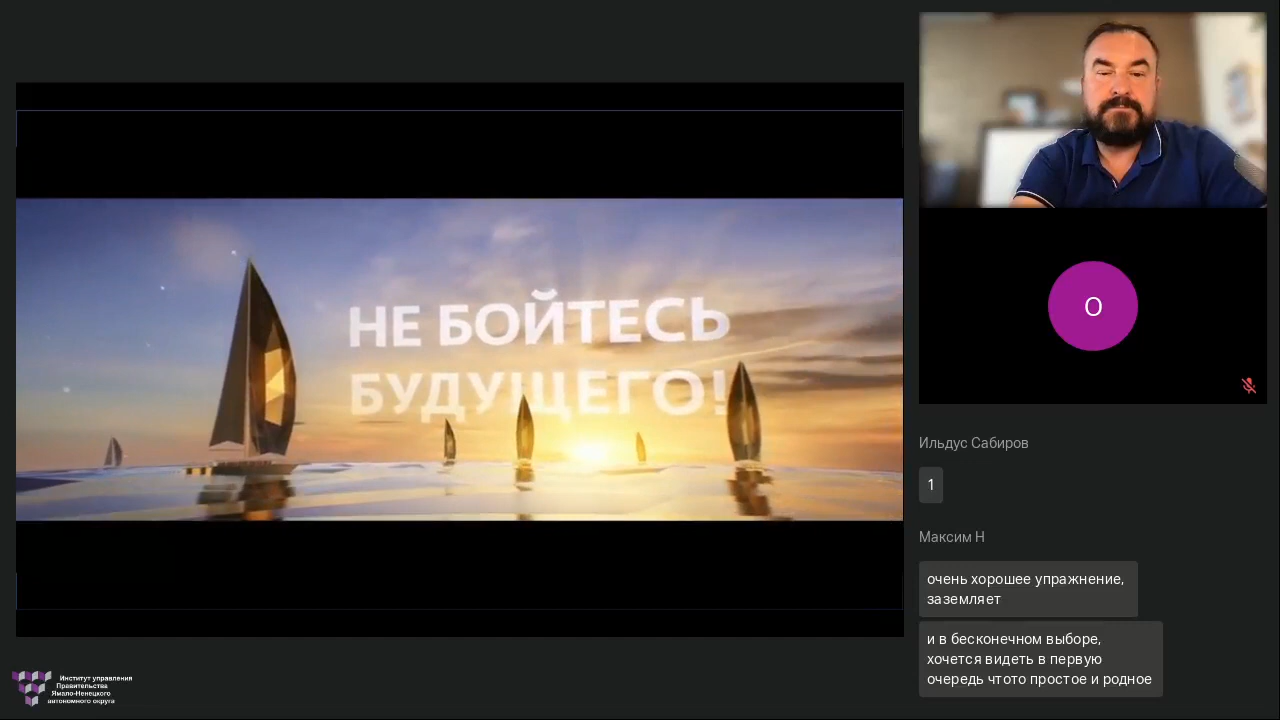 НЕ БОЙТЕСЬ
БУДУЩЕГО!
О
Ильдус Сабиров
1
Максим Н
очень хорошее упражнение,
заземляет
и в бесконечном выборе,
хочется видеть в первую
очередь чтото простое и родное
Институт управления
Правительства
Ямало-Ненецкого
автономного округа